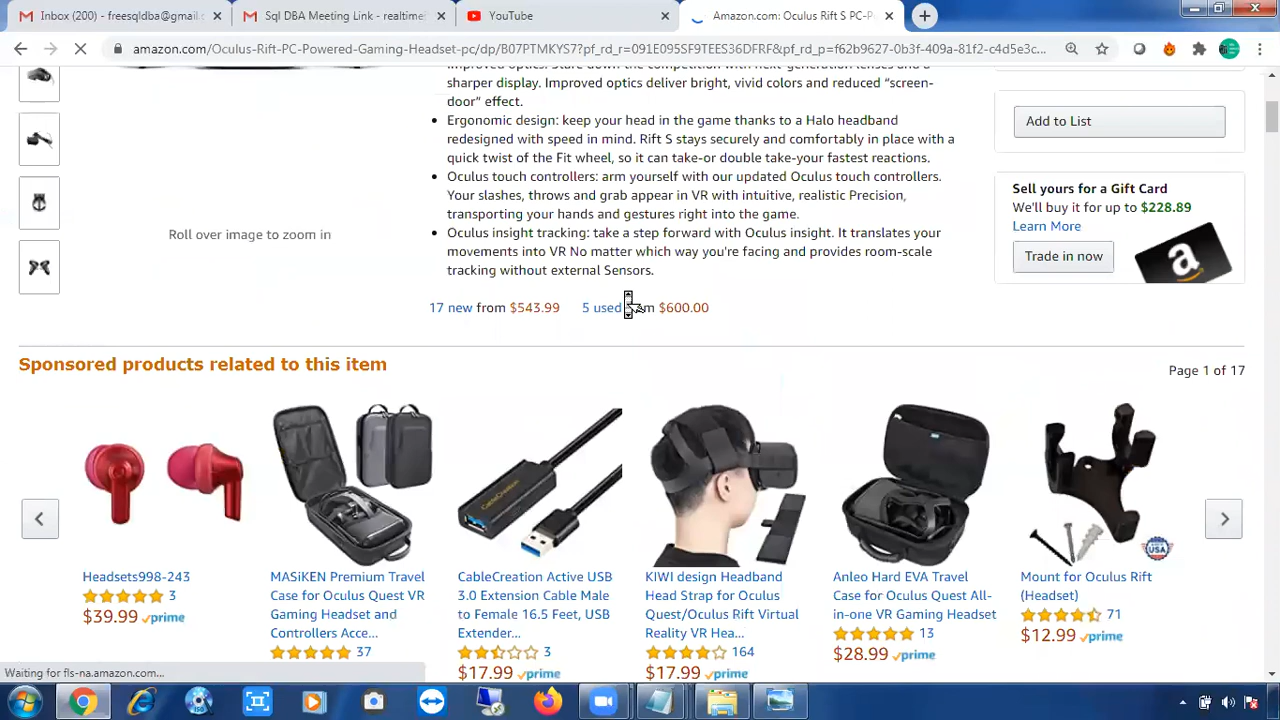 Inbox (200) - freesqldba@gmail.c
Sql DBA Meeting Link - realtime
YouTube
Amazon.com: Oculus Rift S PC-P
amazon.com/Oculus-Rift-PC-Powered-Gaming-Headset-pc/dp/B07PTMKYS7?pf_rd_r=091E095SF9TEES36DFRF&pf_rd_p=f62b9627-0b3f-409a-81f2-c4d5e3c...
Improved optics: Start down the competition with next-generation lenses and a
sharper display. Improved optics deliver bright, vivid colors and reduced “screen-
door” effect.
Ergonomic design: keep your head in the game thanks to a Halo headband
redesigned with speed in mind. Rift S stays securely and comfortably in place with a
quick twist of the Fit wheel, so it can take-or double take-your fastest reactions.
Oculus touch controllers: arm yourself with our updated Oculus touch controllers.
Your slashes, throws and grab appear in VR with intuitive, realistic Precision,
transporting your hands and gestures right into the game.
Oculus insight tracking: take a step forward with Oculus insight. It translates your
movements into VR No matter which way you're facing and provides room-scale
tracking without external Sensors.
Roll over image to zoom in
17 new from $543.99 5 used $600.00
Add to List
Sell yours for a Gift Card
We'll buy it for up to $228.89
Learn More
Trade in now
a
Sponsored products related to this item
Page 1 of 17
Headsets998-243
3
$39.99 prime
MASiKEN Premium Travel
Case for Oculus Quest VR
Gaming Headset and
Controllers Acce...
37
CableCreation
CableCreation Active USB
3.0 Extension Cable Male
to Female 16.5 Feet, USB
Extender...
3
$17.99 prime
KIWI design Headband
Head Strap for Oculus
Quest/Oculus Rift Virtual
Reality VR Hea...
164
$17.99 prime
Anleo Hard EVA Travel
Case for Oculus Quest All-
in-one VR Gaming Headset
13
$28.99 prime
USA
Mount for Oculus Rift
(Headset)
71
$12.99 prime
Waiting for fls-na.amazon.com...